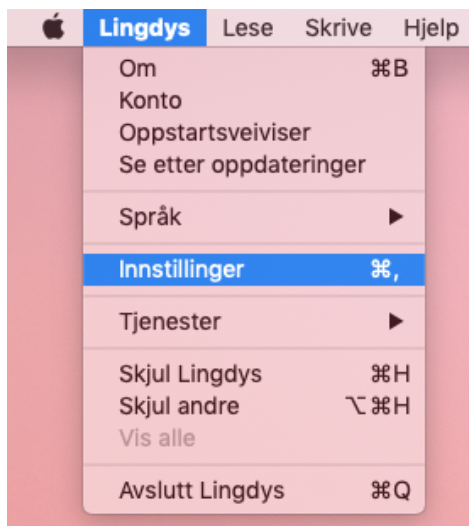 Lingdys Lese Skrive Hjelp
Om ⌘B
Konto
Oppstartsveiviser
Se etter oppdateringer
Språk ▶
Innstillinger ⌘,
Tjenester ▶
Skjul Lingdys ⌘H
Skjul andre ⌥⌘H
Vis alle
Avslutt Lingdys ⌘Q